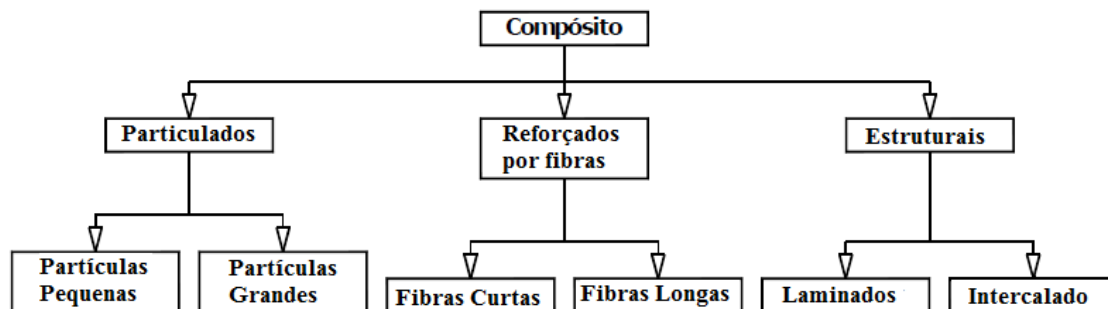 Compósito
Particulados
Reforçados
por fibras
Estruturais
Partículas
Pequenas
Partículas
Grandes
Fibras Curtas
Fibras Longas
Laminados
Intercalado